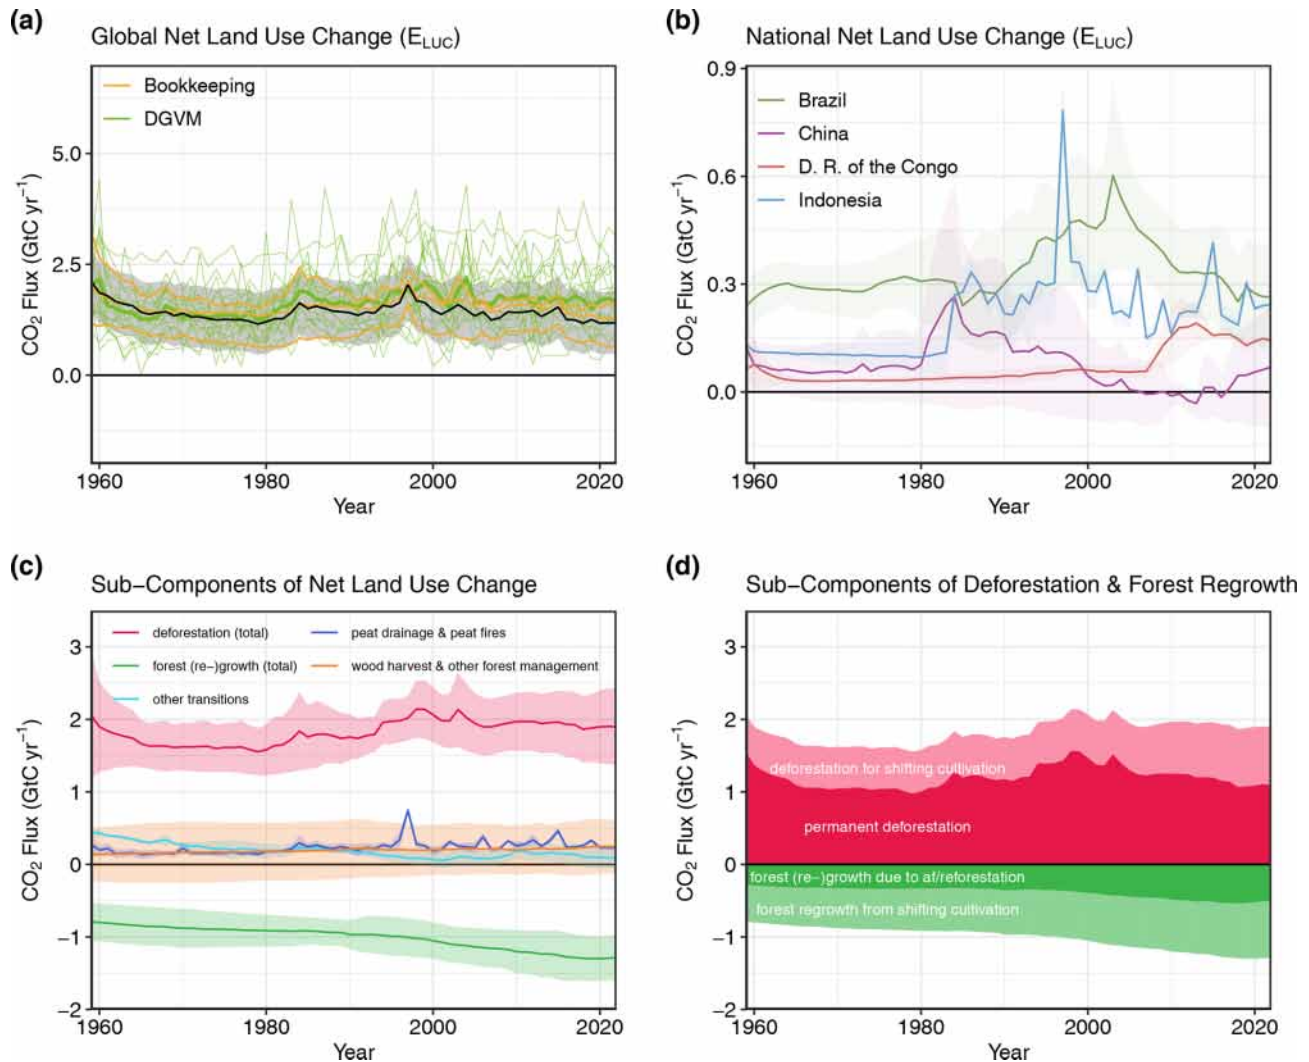 (a)
Global Net Land Use Change (E_LUC)
Bookkeeping
DGVM
5.0
2.5
0.0
CO₂ Flux (GtC yr⁻¹)
1960 1980 2000 2020
Year
(b)
National Net Land Use Change (E_LUC)
Brazil
China
D. R. of the Congo
Indonesia
0.9
0.6
0.3
0.0
CO₂ Flux (GtC yr⁻¹)
1960 1980 2000 2020
Year
(c)
Sub−Components of Net Land Use Change
deforestation (total) peat drainage & peat fires
forest (re−)growth (total) wood harvest & other forest management
other transitions
3
2
1
0
−1
−2
CO₂ Flux (GtC yr⁻¹)
1960 1980 2000 2020
Year
(d)
Sub−Components of Deforestation & Forest Regrowth
3
2
1
0
−1
−2
CO₂ Flux (GtC yr⁻¹)
deforestation for shifting cultivation
permanent deforestation
forest (re−)growth due to af/reforestation
forest regrowth from shifting cultivation
1960 1980 2000 2020
Year